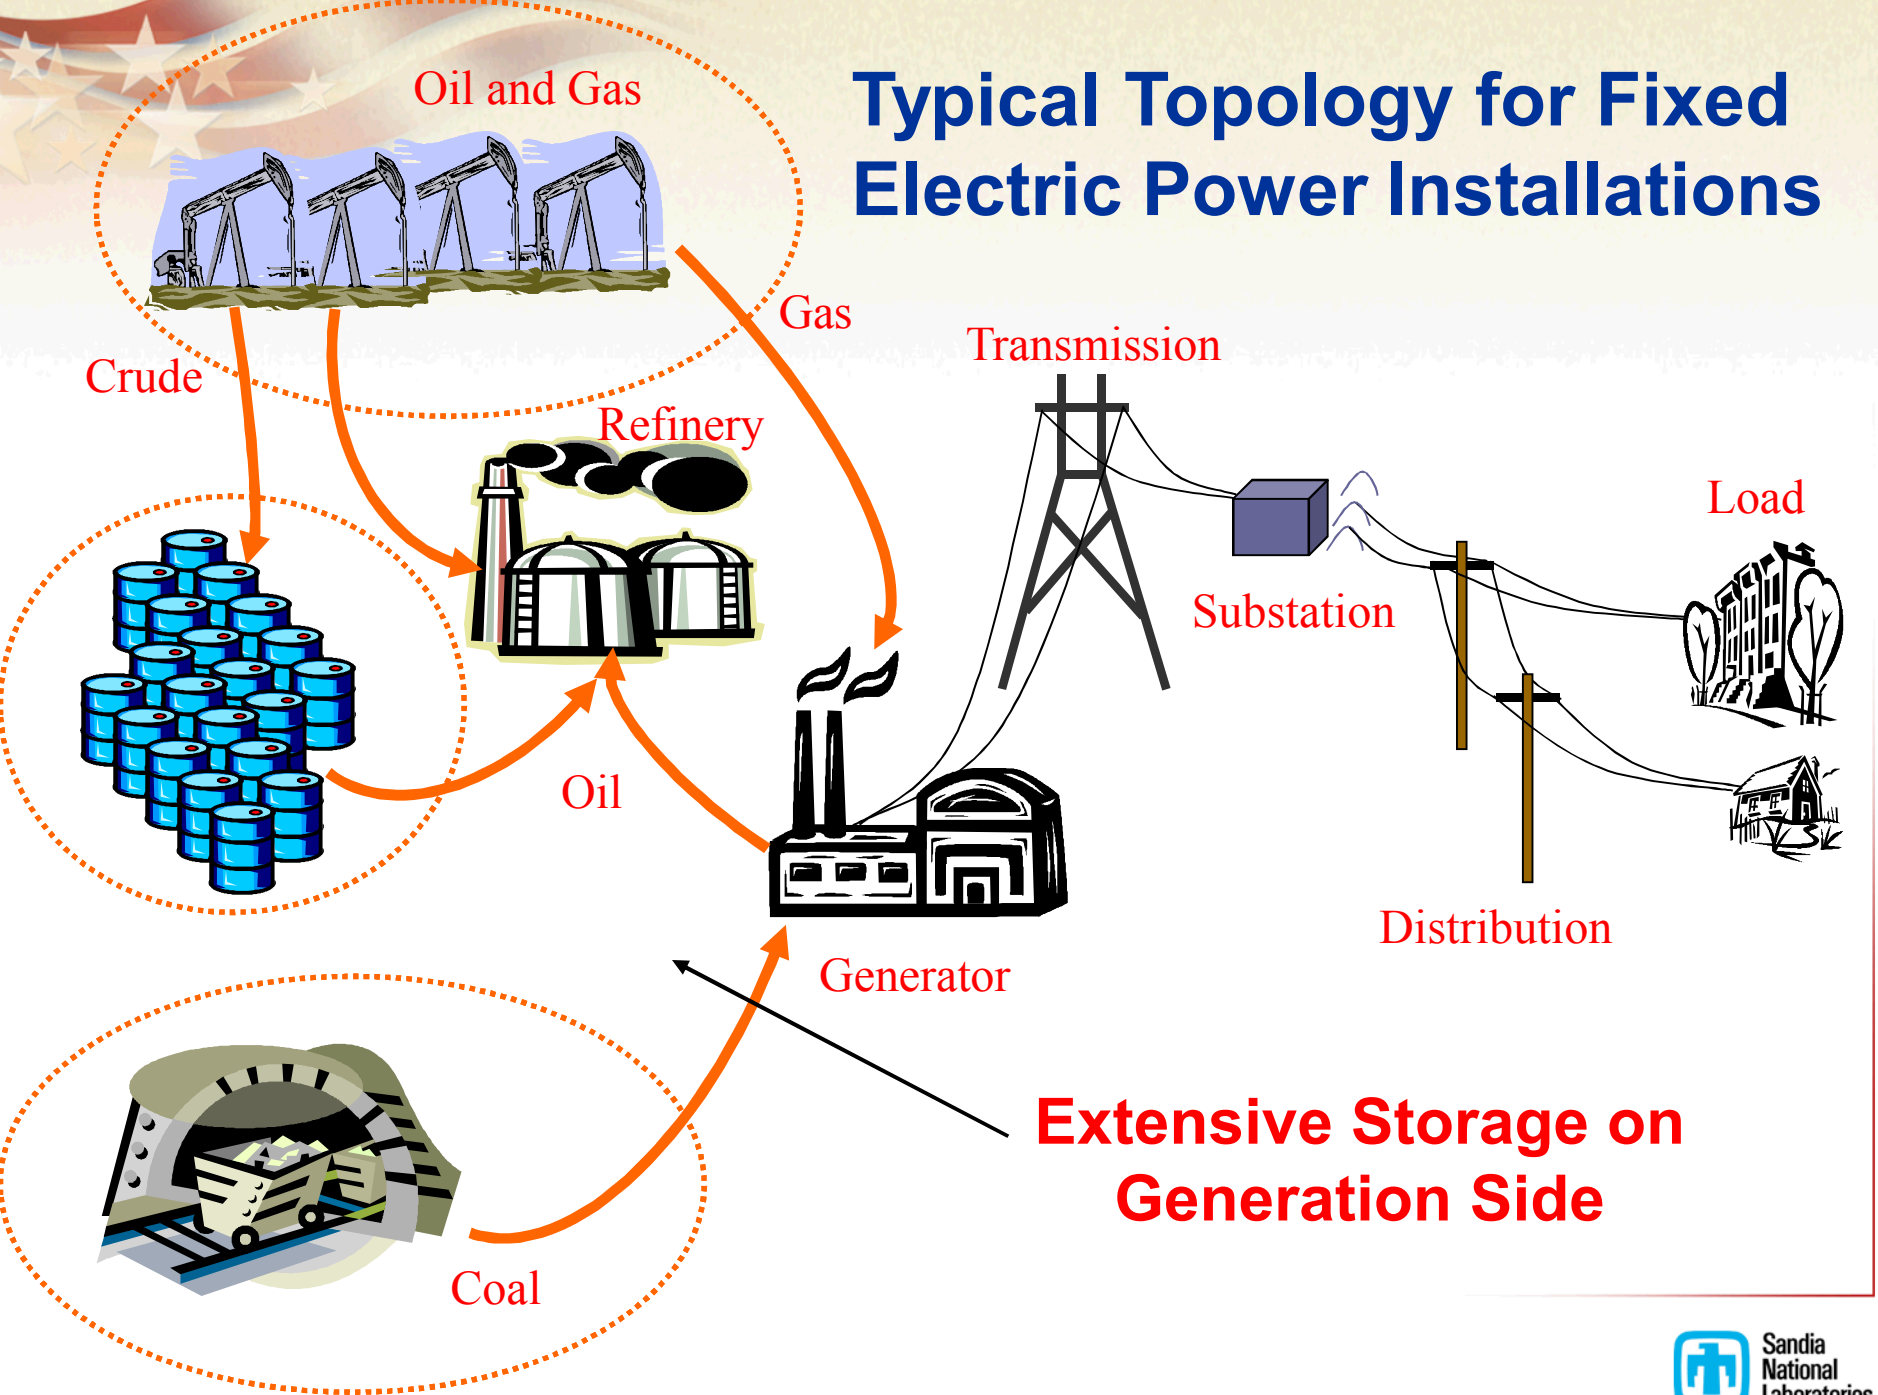 Typical Topology for Fixed
Electric Power Installations
Oil and Gas
Gas
Crude
Transmission
Refinery
Load
Substation
Oil
Distribution
Generator
Extensive Storage on
Generation Side
Coal
Sandia
National
Laboratories